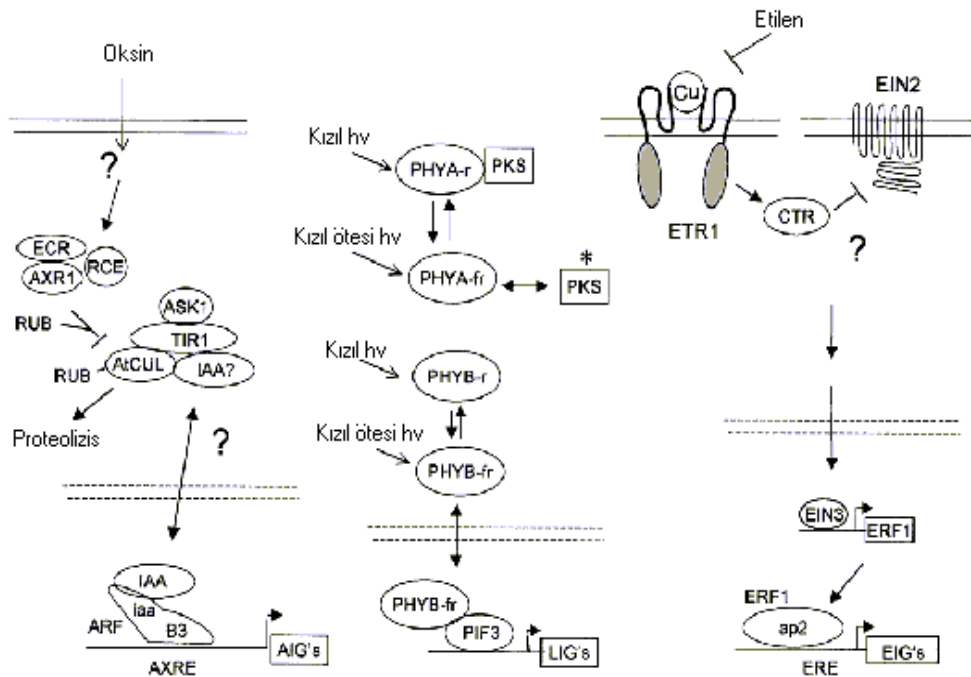 Oksin
?
ECR
AXR1
RCE
RUB
ASK1
TIR1
AtCUL
IAA?
RUB
Proteolizis
?
IAA
iaa
ARF
B3
AXRE
AIG's
Kızıl hv
PHYA-r
PKS
Kızıl ötesi hv
PHYA-fr
*
PKS
Kızıl hv
PHYB-r
Kızıl ötesi hv
PHYB-fr
PHYB-fr
PIF3
LIG's
Etilen
Cu
EIN2
ETR1
CTR
?
EIN3
ERF1
ERF1
ap2
ERE
EIG's